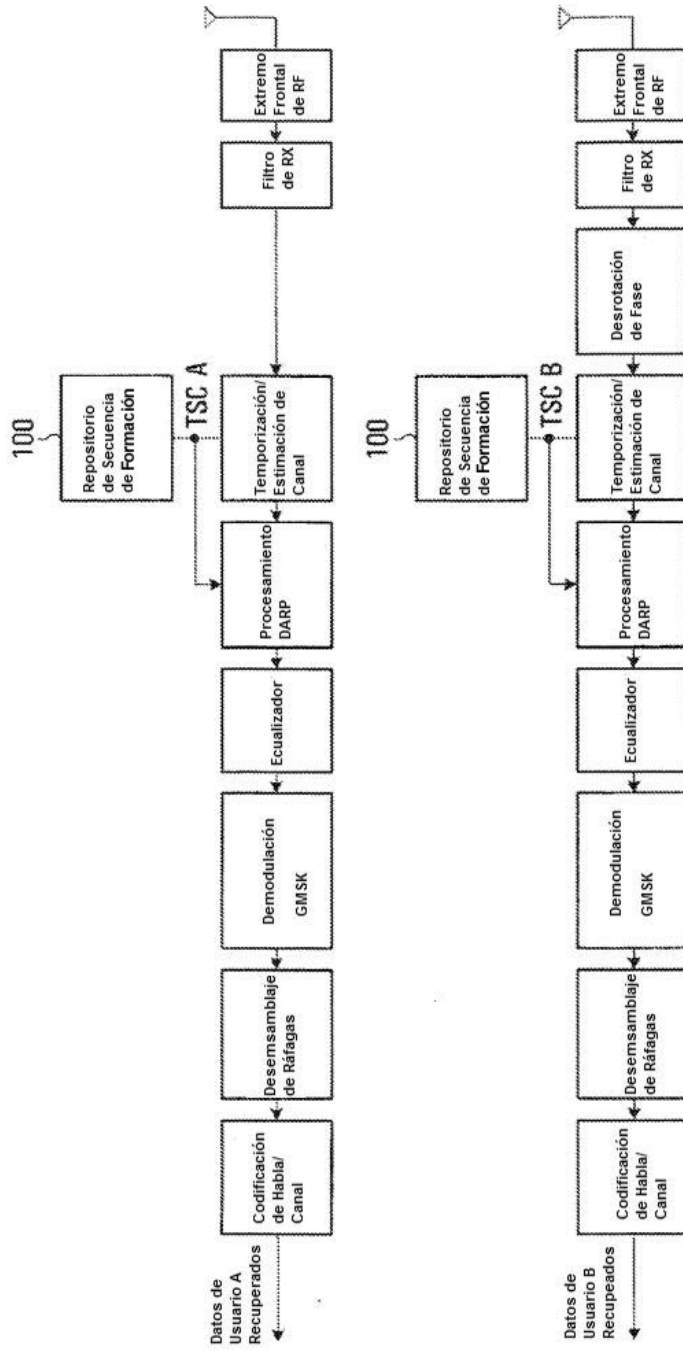 100
Repositorio
de Secuencia
de Formación
TSC A
Datos de
Usuario A
Recuperados
Codificación
de Habla/
Canal
Desemsamblaje
de Ráfagas
Demodulación
GMSK
Ecualizador
Procesamiento
DARP
Temporización/
Estimación de
Canal
Filtro
de RX
Extremo
Frontal
de RF
100
Repositorio
de Secuencia
de Formación
TSC B
Datos de
Usuario B
Recupeados
Codificación
de Habla/
Canal
Desemsamblaje
de Ráfagas
Demodulación
GMSK
Ecualizador
Procesamiento
DARP
Temporización/
Estimación de
Canal
Desrotación
de Fase
Filtro
de RX
Extremo
Frontal
de RF